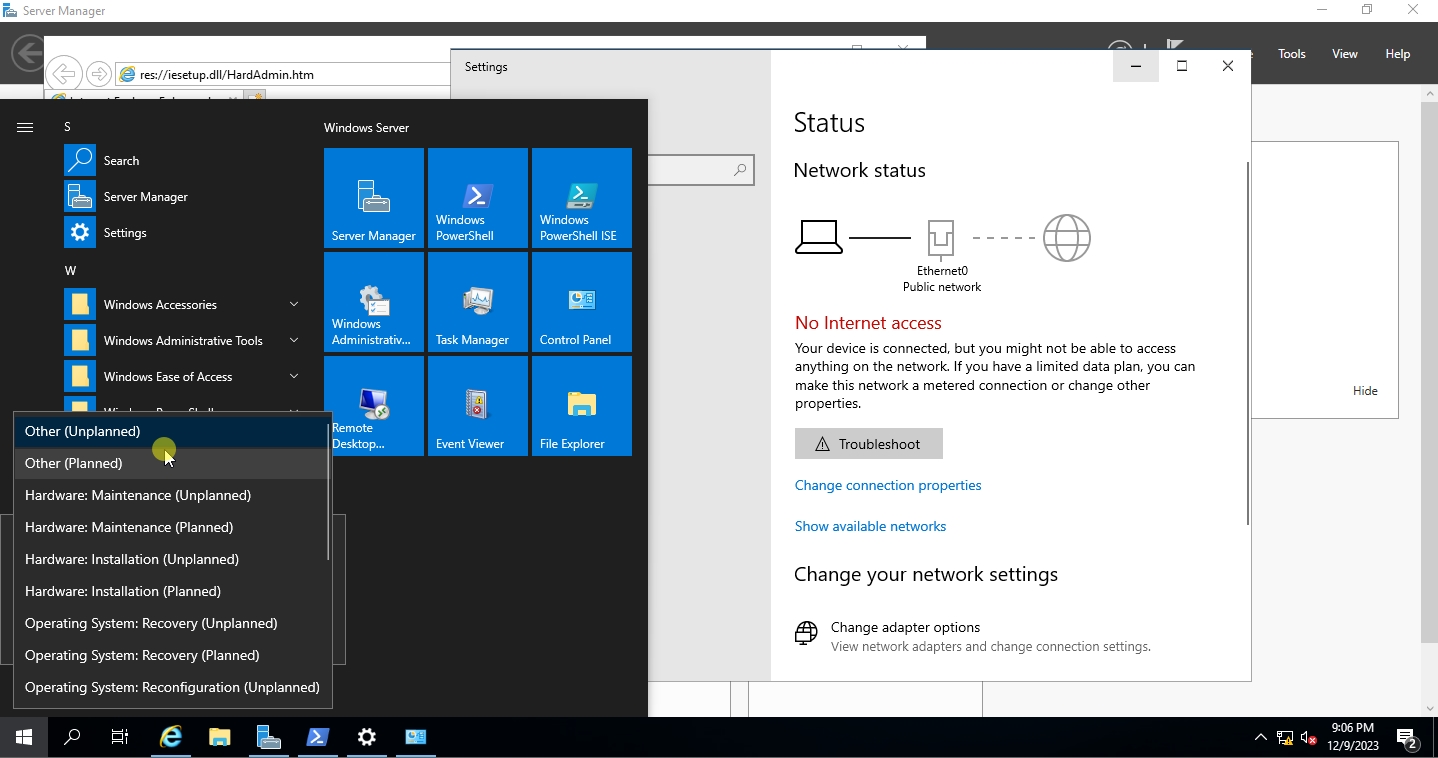 Server Manager
Tools
View
Help
res://iesetup.dll/HardAdmin.htm
Settings
S
Search
Server Manager
Settings
W
Windows Accessories
Windows Administrative Tools
Windows Ease of Access
Windows Server
Server Manager
Windows
PowerShell
Windows
PowerShell ISE
Windows
Administrativ...
Task Manager
Control Panel
Remote
Desktop...
Event Viewer
File Explorer
Other (Unplanned)
Other (Planned)
Hardware: Maintenance (Unplanned)
Hardware: Maintenance (Planned)
Hardware: Installation (Unplanned)
Hardware: Installation (Planned)
Operating System: Recovery (Unplanned)
Operating System: Recovery (Planned)
Operating System: Reconfiguration (Unplanned)
Status
Network status
Ethernet0
Public network
No Internet access
Your device is connected, but you might not be able to access
anything on the network. If you have a limited data plan, you can
make this network a metered connection or change other
properties.
Troubleshoot
Change connection properties
Show available networks
Change your network settings
Change adapter options
View network adapters and change connection settings.
Hide
9:06 PM
12/9/2023
2